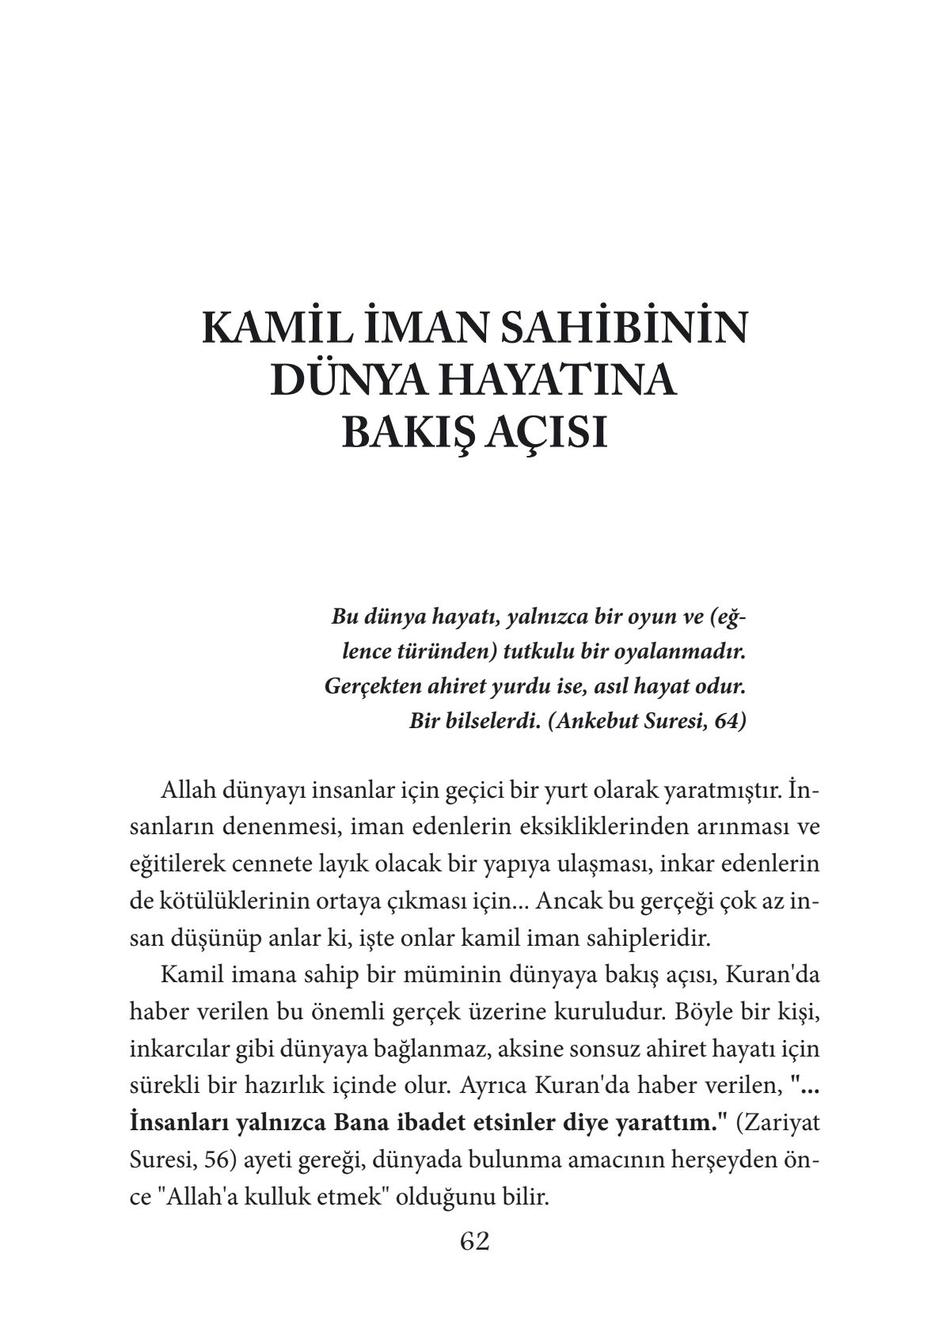 KAMİL İMAN SAHİBİNİN
DÜNYA HAYATINA
BAKIŞ AÇISI
Bu dünya hayatı, yalnızca bir oyun ve (eğ-
lence türünden) tutkulu bir oyalanmadır.
Gerçekten ahiret yurdu ise, asıl hayat odur.
Bir bilselerdi. (Ankebut Suresi, 64)
Allah dünyayı insanlar için geçici bir yurt olarak yaratmıştır. İn-
sanların denenmesi, iman edenlerin eksikliklerinden arınması ve
eğitilerek cennete layık olacak bir yapıya ulaşması, inkar edenlerin
de kötülüklerinin ortaya çıkması için... Ancak bu gerçeği çok az in-
san düşünüp anlar ki, işte onlar kamil iman sahipleridir.
Kamil imana sahip bir müminin dünyaya bakış açısı, Kuran'da
haber verilen bu önemli gerçek üzerine kuruludur. Böyle bir kişi,
inkarcılar gibi dünyaya bağlanmaz, aksine sonsuz ahiret hayatı için
sürekli bir hazırlık içinde olur. Ayrıca Kuran'da haber verilen, "...
İnsanları yalnızca Bana ibadet etsinler diye yarattım." (Zariyat
Suresi, 56) ayeti gereği, dünyada bulunma amacının herşeyden ön-
ce "Allah'a kulluk etmek" olduğunu bilir.
62